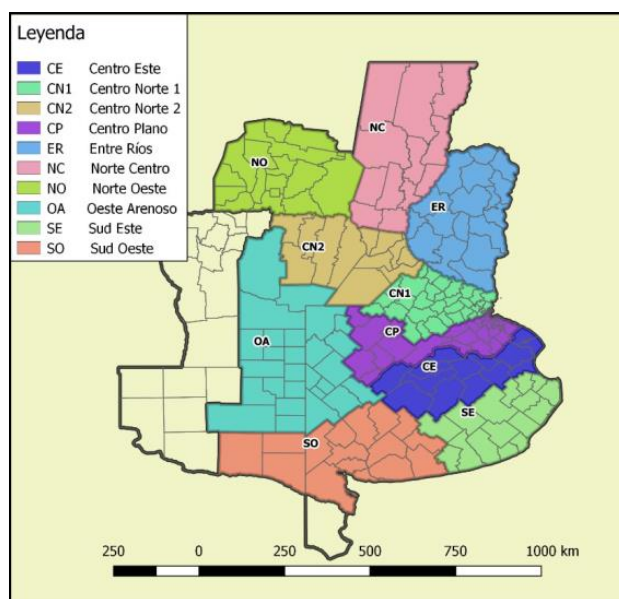 Leyenda
CE Centro Este
CN1 Centro Norte 1
CN2 Centro Norte 2
CP Centro Plano
ER Entre Ríos
NC Norte Centro
NO Norte Oeste
OA Oeste Arenoso
SE Sud Este
SO Sud Oeste
NC
NO
ER
CN2
CN1
CP
OA
CE
SE
SO
250 0 250 500 750 1000 km